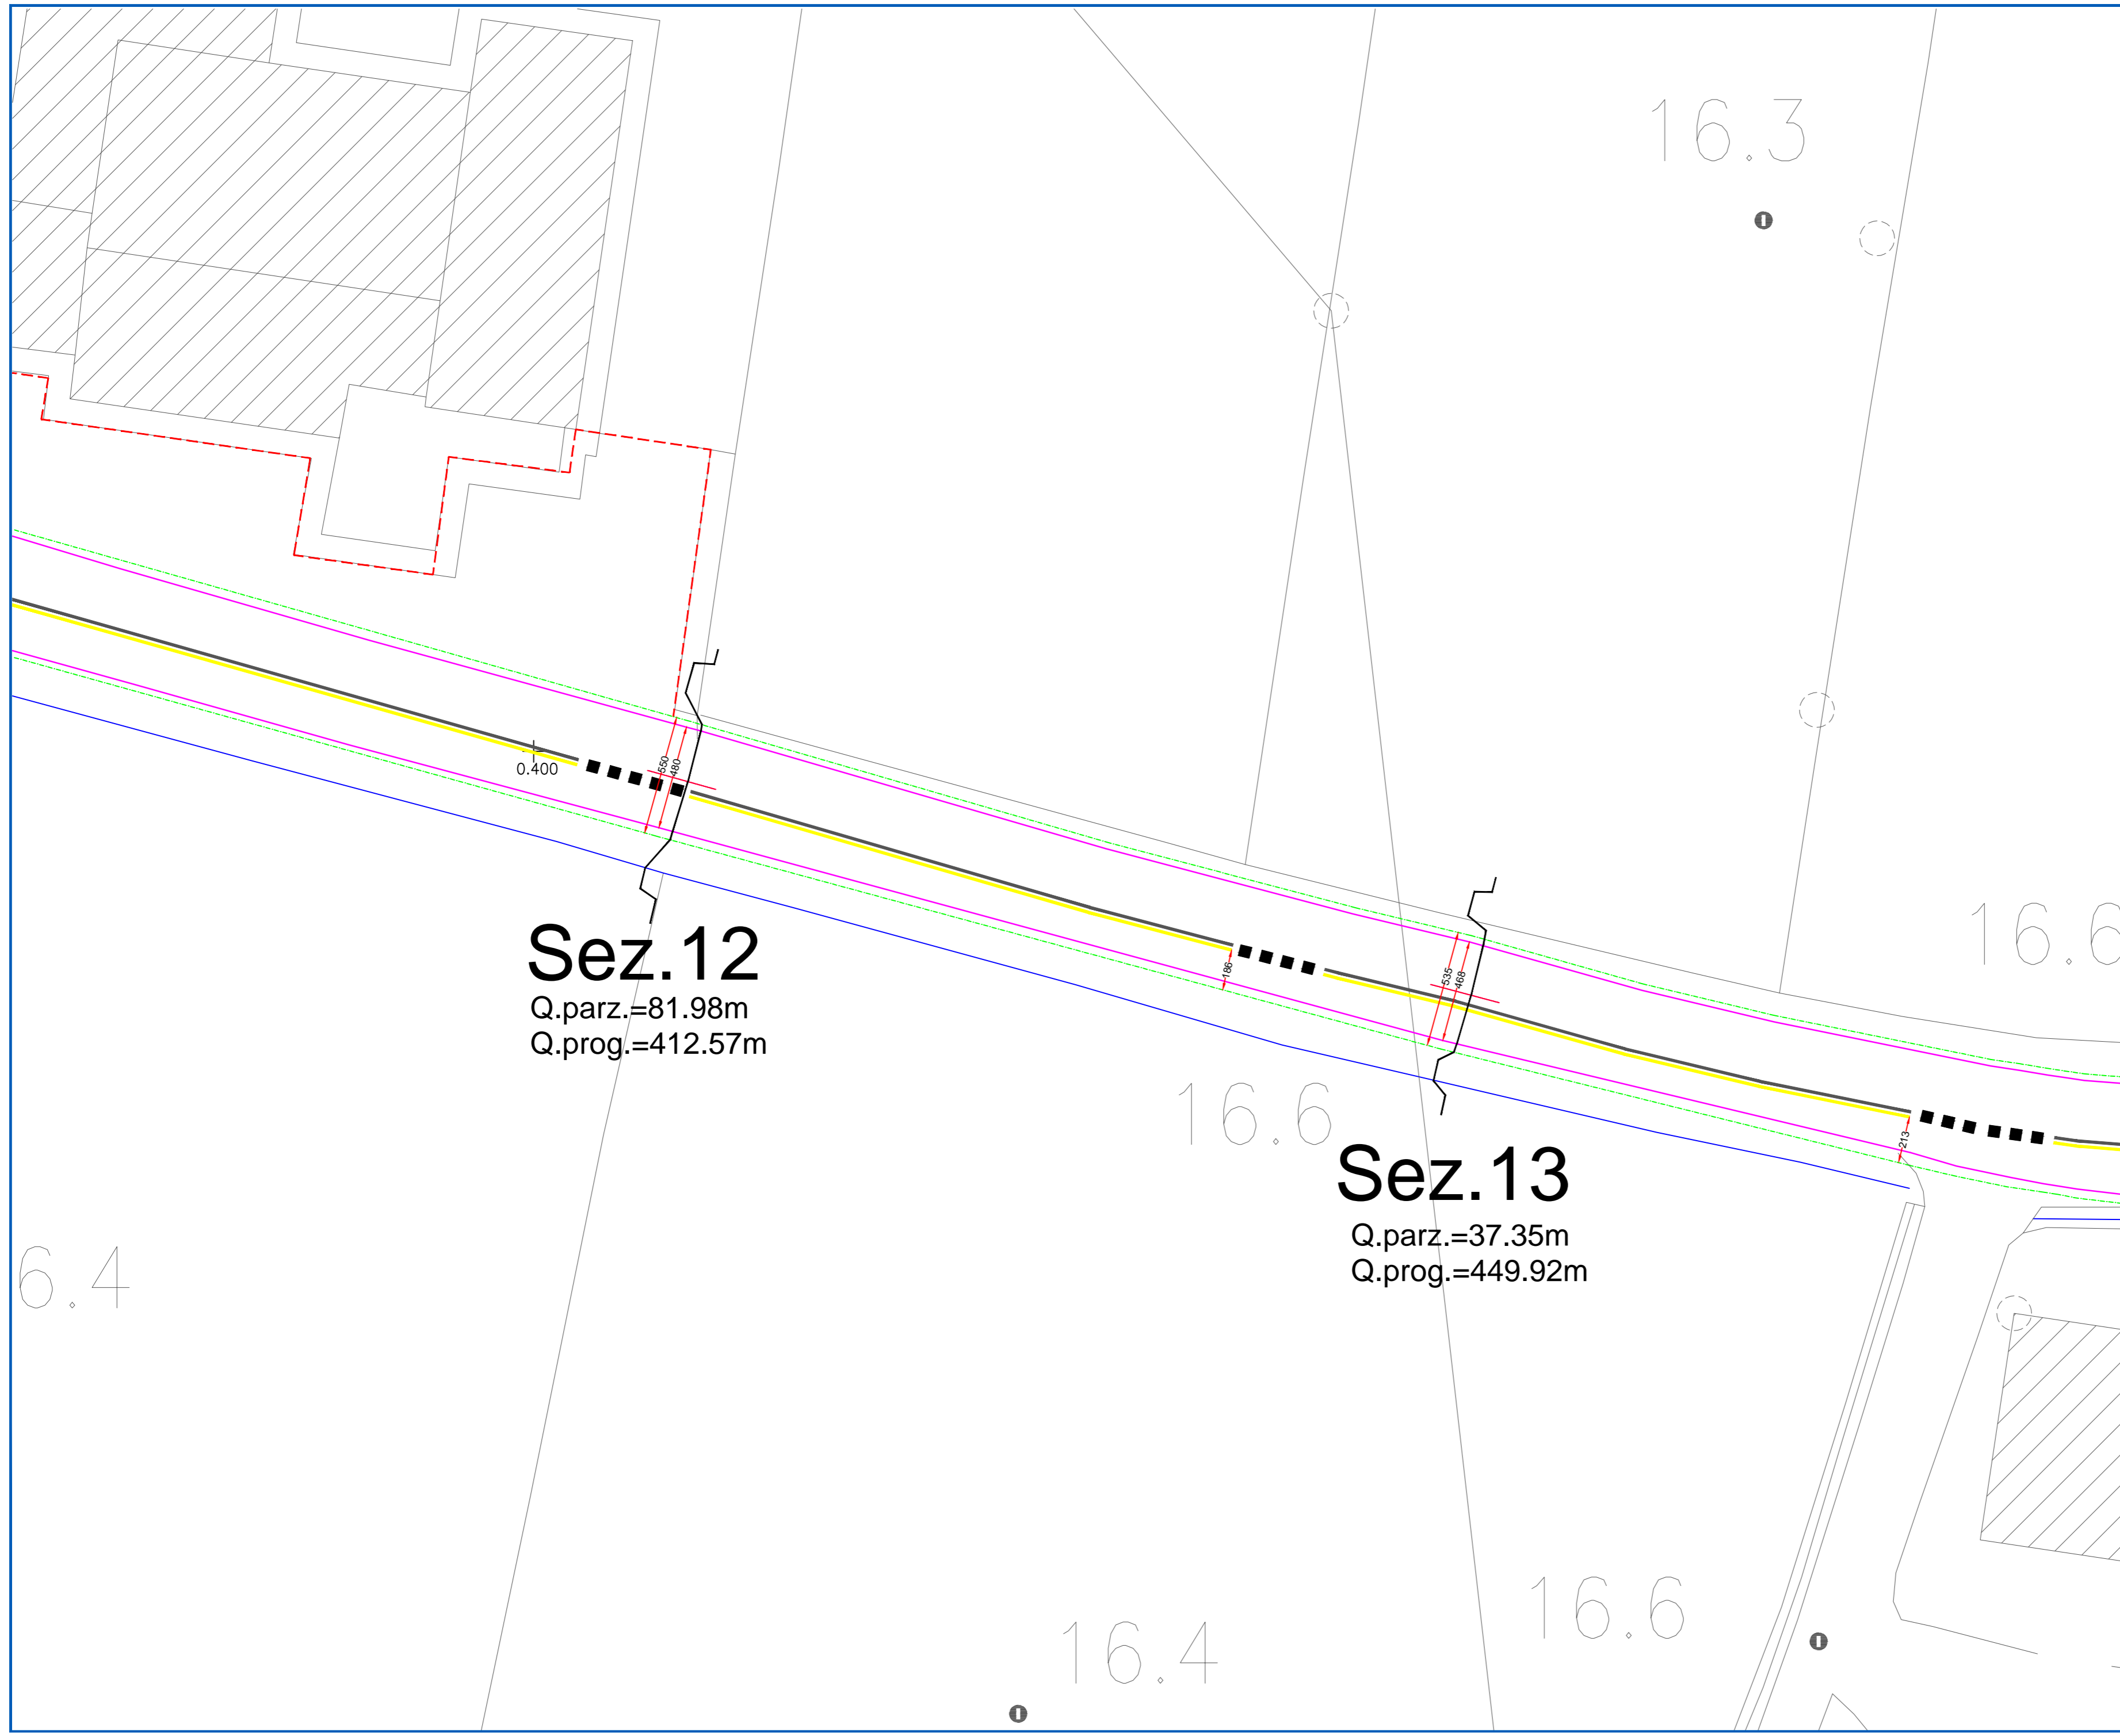 16.3
550
480
0.400
16.6
Sez.12
Q.parz.=81.98m
Q.prog.=412.57m
186
535
468
16.6
213
Sez.13
Q.parz.=37.35m
Q.prog.=449.92m
6.4
16.6
16.4